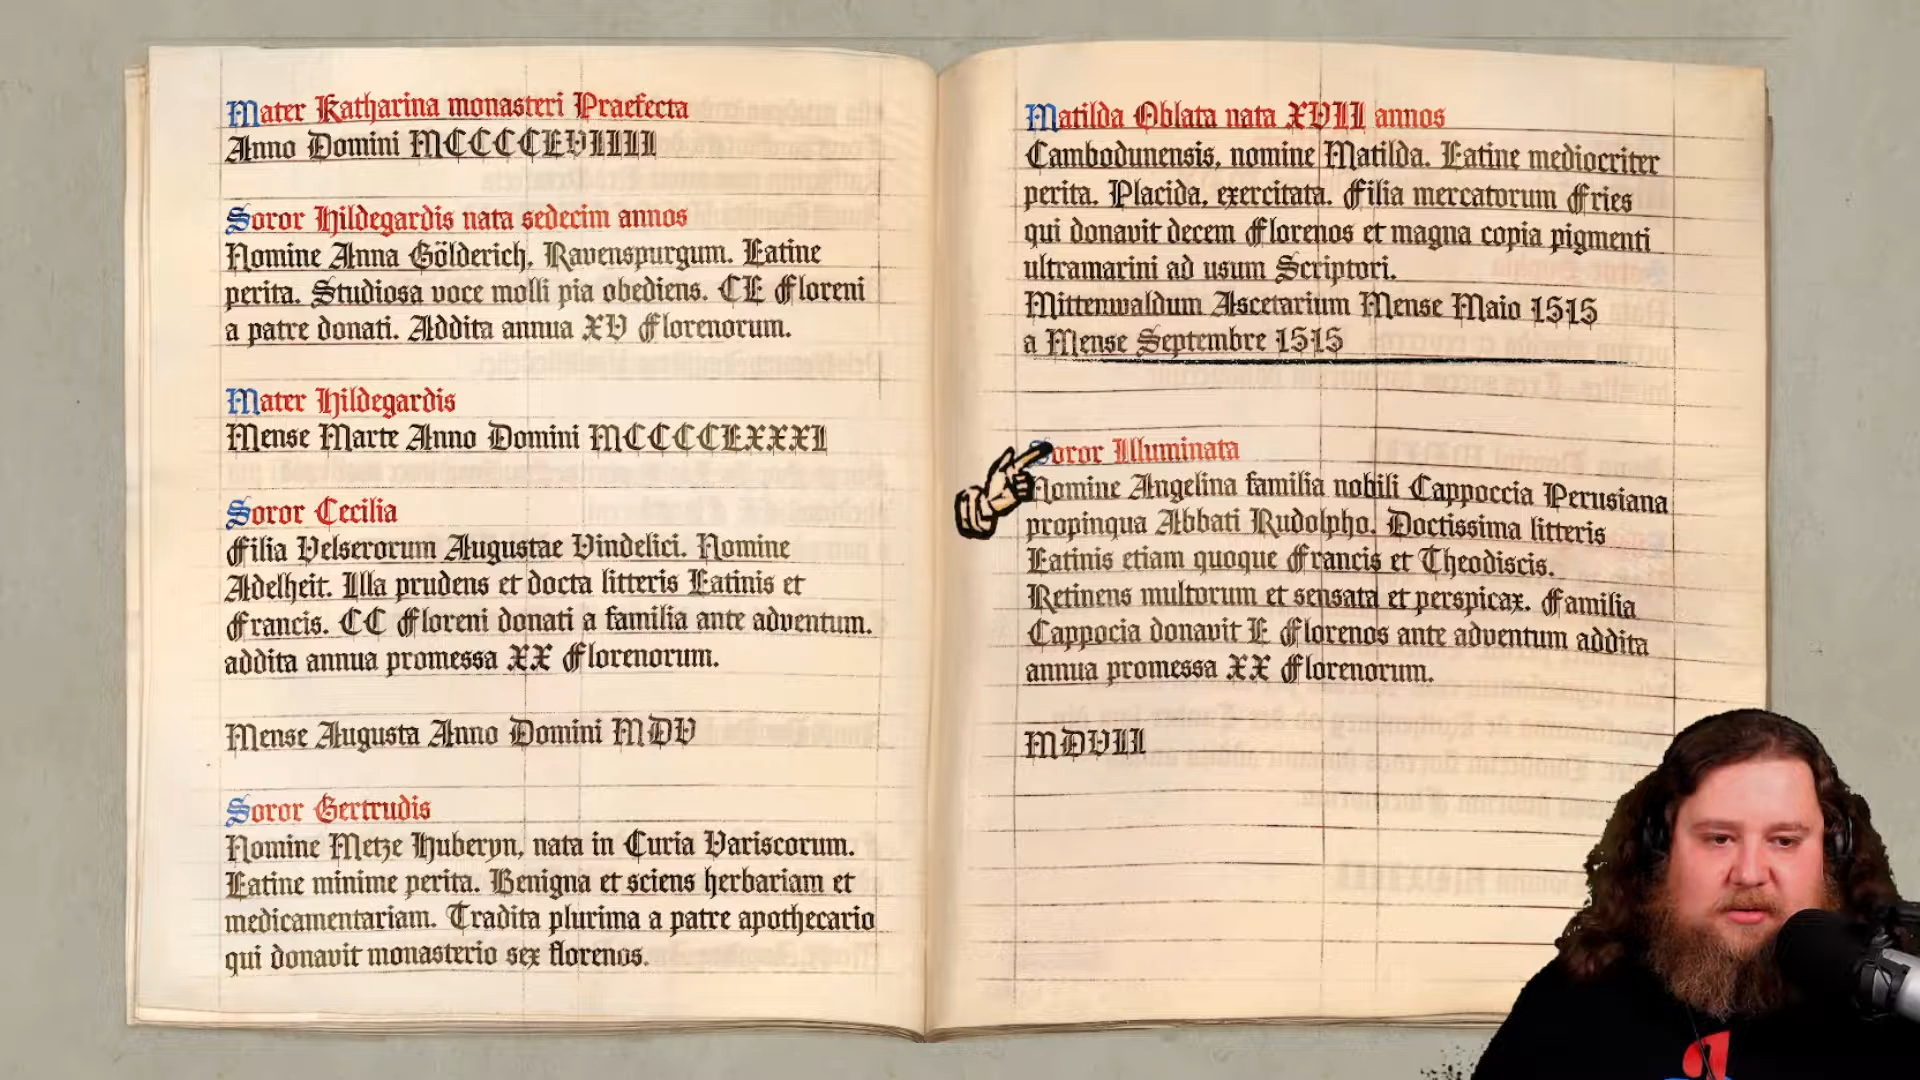 Mater Katharina monasteri Praefecta
Anno Domini MCCCCLVIIII
Soror Hildegardis nata sedecim annos
Nomine Anna Gölderich, Ravenspurgum. Latine
perita. Studiosa voce molli pia obediens. CL Floreni
a patre donati. Addita annua XV Florenorum.
Mater Hildegardis
Mense Marte Anno Domini MCCCCLXXXI
Soror Cecilia
Filia Velserorum Augustae Vindelici. Nomine
Adelheit. Illa prudens et docta litteris Latinis et
Francis. CC Floreni donati a familia ante adventum.
addita annua promessa XX Florenorum.
Mense Augusta Anno Domini MDV
Soror Gertrudis
Nomine Metze Huberyn, nata in Curia Variscorum.
Latine minime perita. Benigna et sciens herbariam et
medicamentariam. Tradita plurima a patre apothecario
qui donavit monasterio sex florenos.
Matilda Oblata nata XVII annos
Cambodunensis, nomine Matilda. Latine mediocriter
perita. Placida, exercitata. Filia mercatorum Fries
qui donavit decem Florenos et magna copia pigmenti
ultramarini ad usum Scriptori.
Mittenwaldum Ascetarium Mense Maio 1515
a Mense Septembre 1515
Soror Illuminata
Nomine Angelina familia nobili Cappoccia Perusiana
propinqua Abbati Rudolpho. Doctissima litteris
Latinis etiam quoque Francis et Theodiscis.
Retinens multorum et sensata et perspicax. Familia
Cappocia donavit L Florenos ante adventum addita
annua promessa XX Florenorum.
MDVII